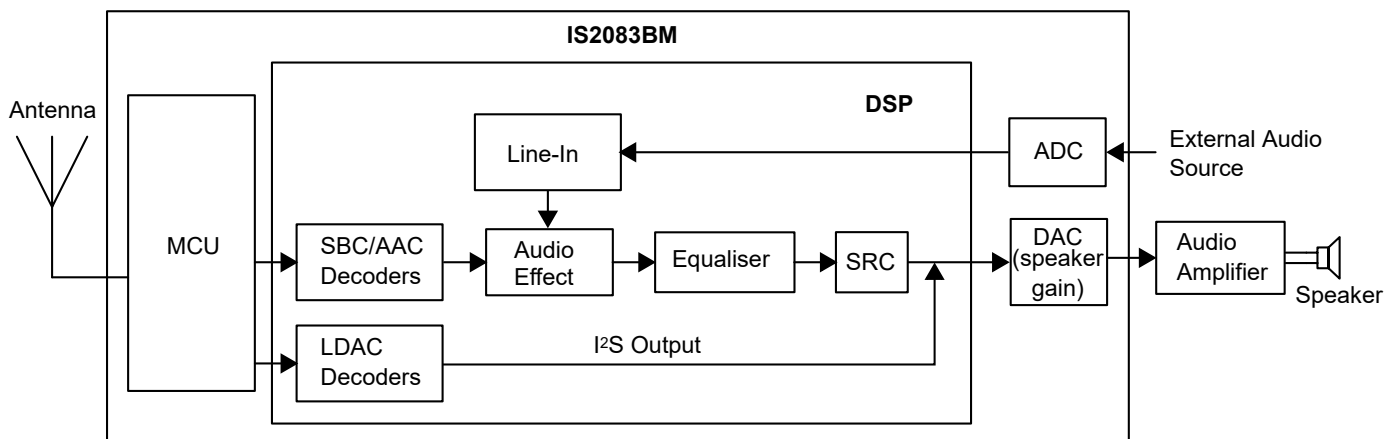 IS2083BM
DSP
Antenna
MCU
Line-In
ADC
External Audio
Source
SBC/AAC
Decoders
Audio
Effect
Equaliser
SRC
DAC
(speaker
gain)
Audio
Amplifier
Speaker
LDAC
Decoders
I²S Output